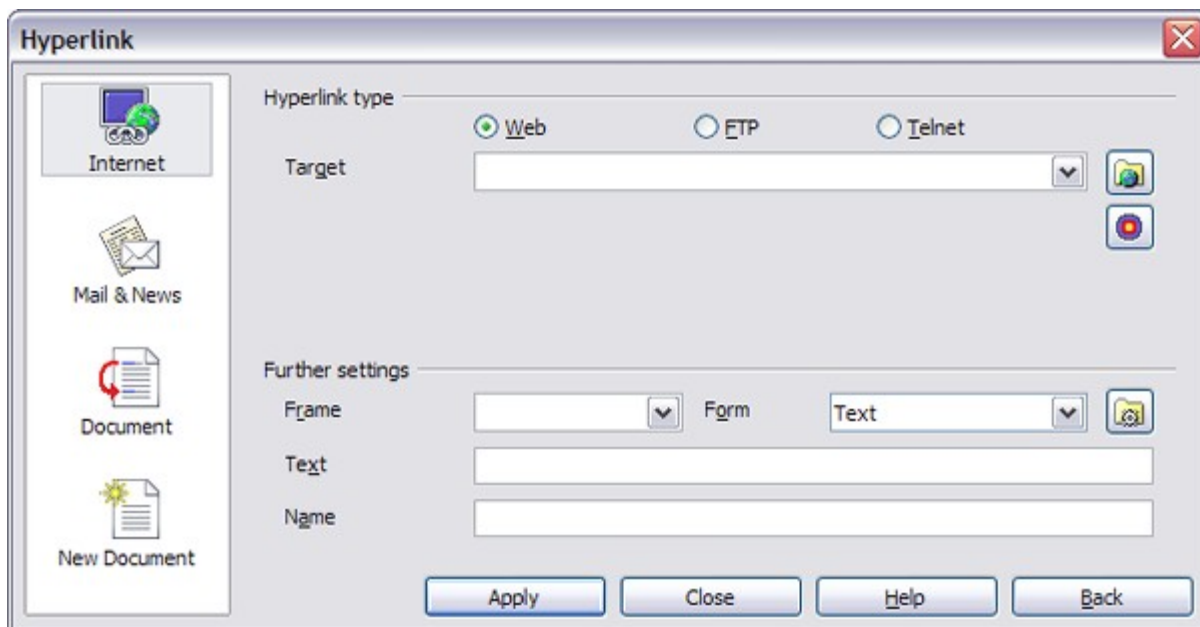 Hyperlink
Internet
Mail & News
Document
New Document
Hyperlink type
Web FTP Telnet
Target
Further settings
Frame Form Text
Text
Name
Apply Close Help Back